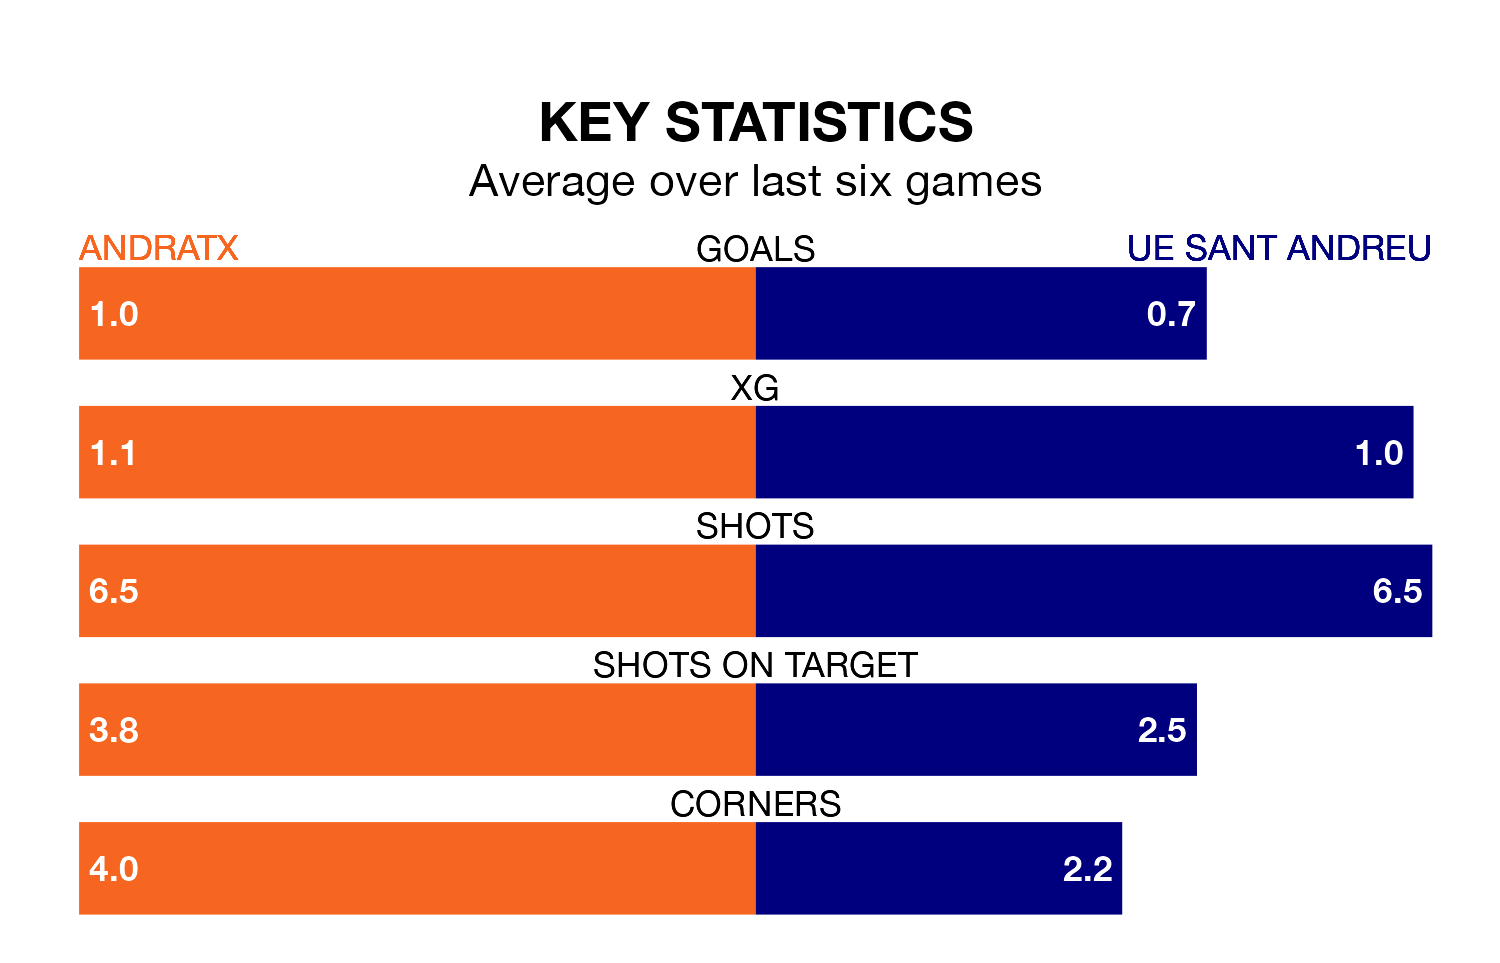 KEY STATISTICS
Average over last six games
ANDRATX GOALS UE SANT ANDREU
1.0 0.7
XG
1.1 1.0
SHOTS
6.5 6.5
SHOTS ON TARGET
3.8 2.5
CORNERS
4.0 2.2